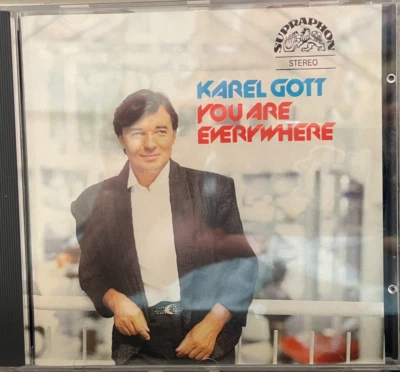 SUPRAPHON
STEREO
KAREL GOTT
YOU ARE
EVERYWHERE